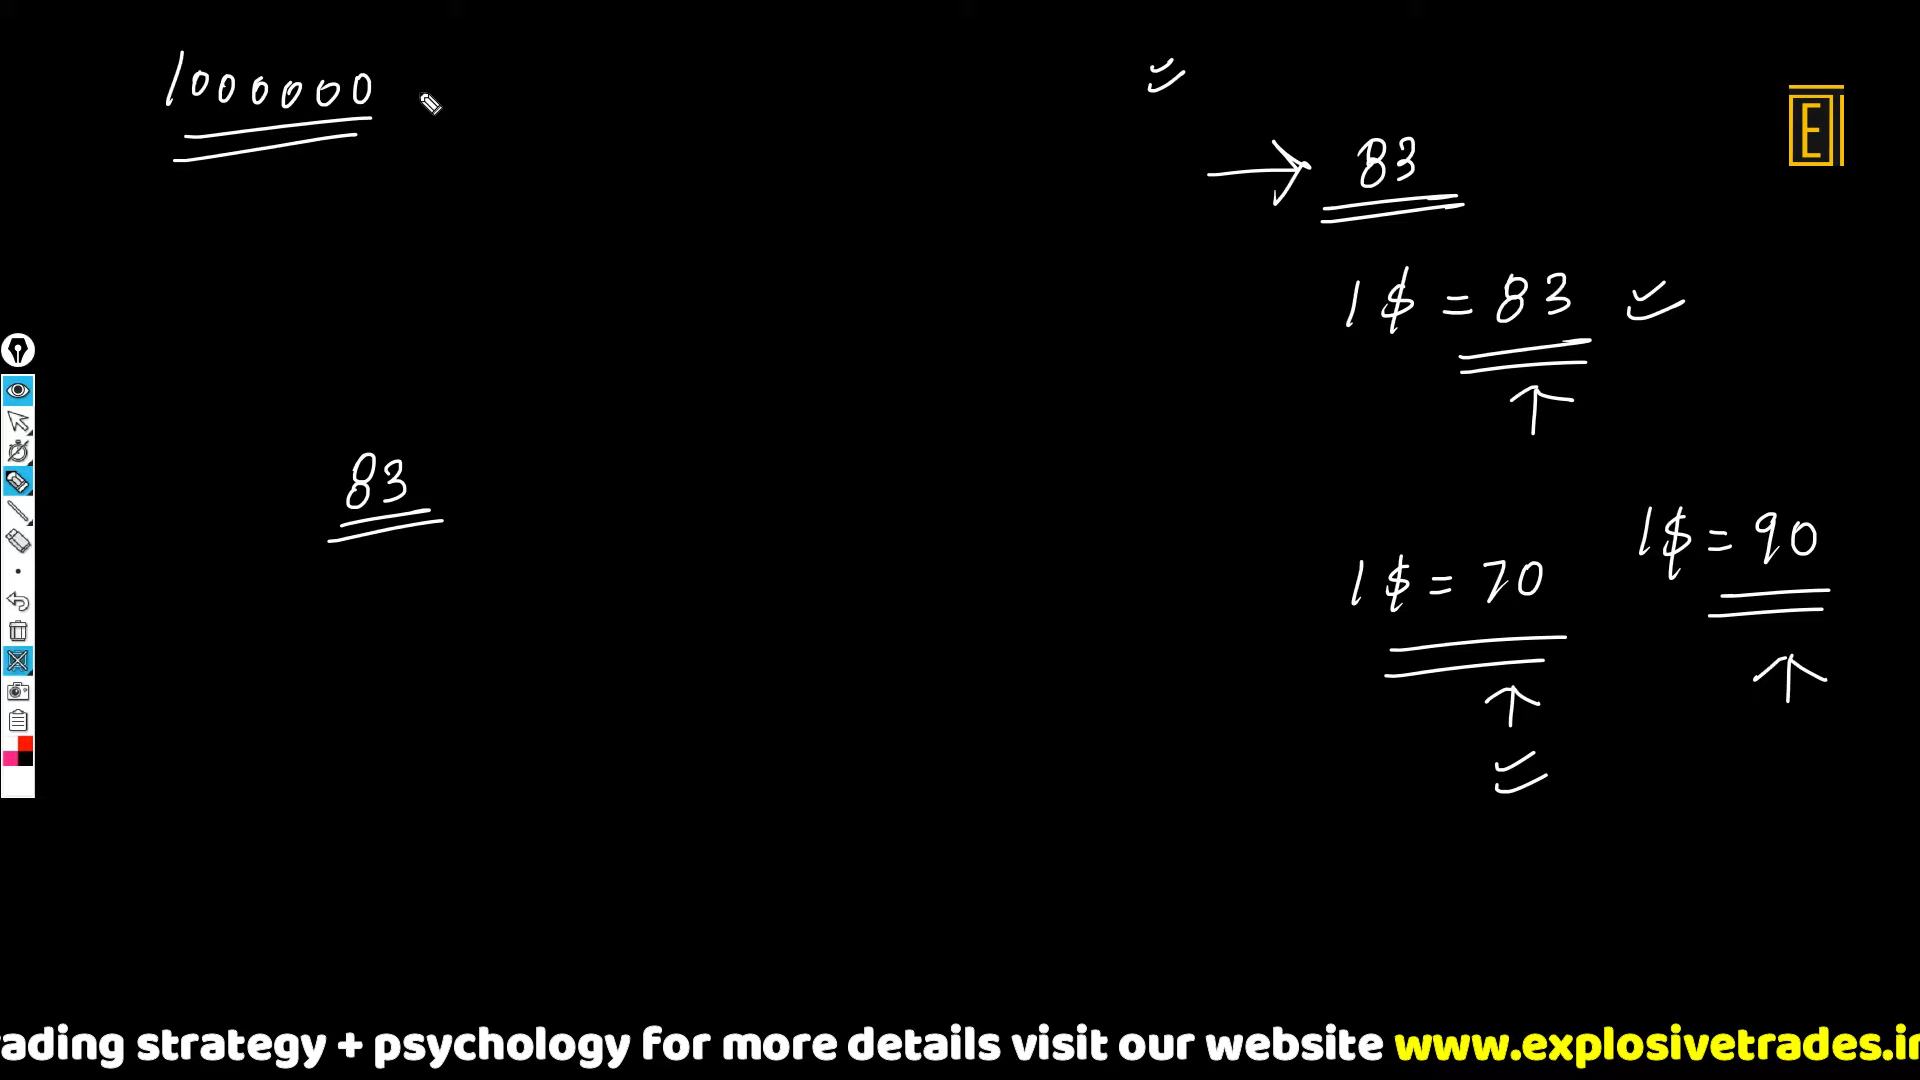 1000000
83
1$ = 83
83
1$ = 70
1$ = 90
E
ading strategy + psychology for more details visit our website www.explosivetrades.in